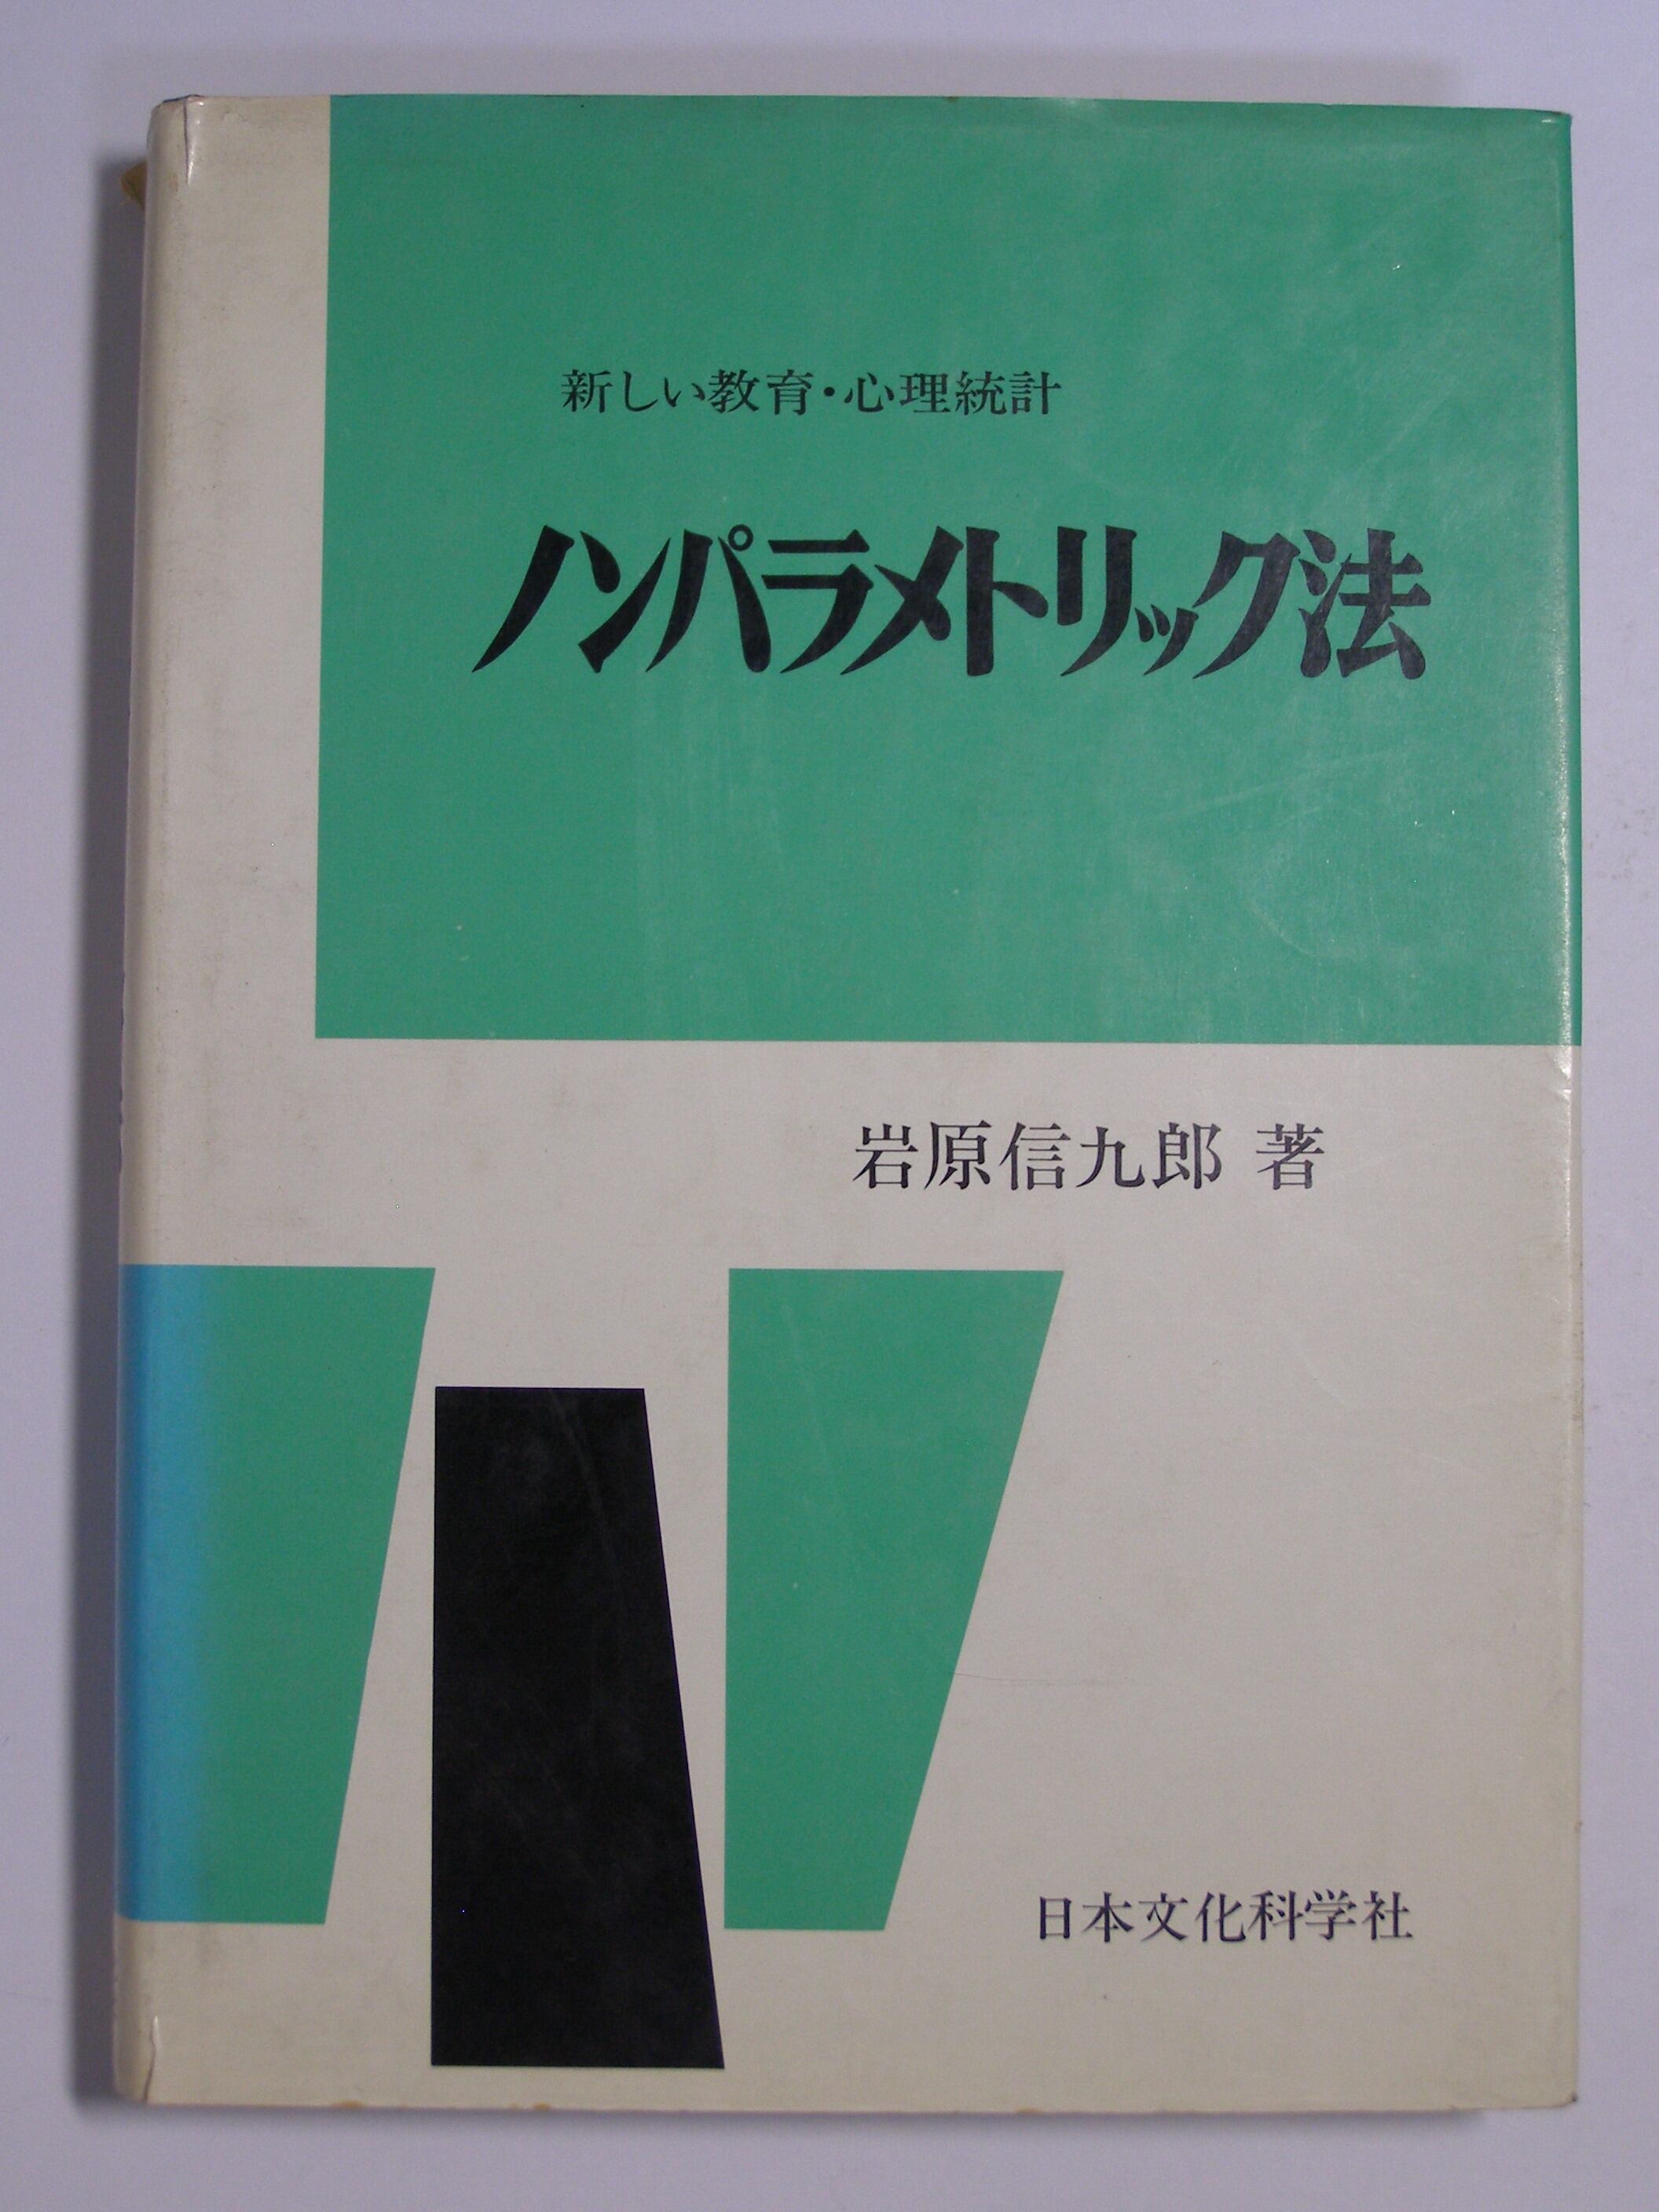 新しい教育・心理統計
ノンパラメトリック法
岩原信九郎 著
日本文化科学社